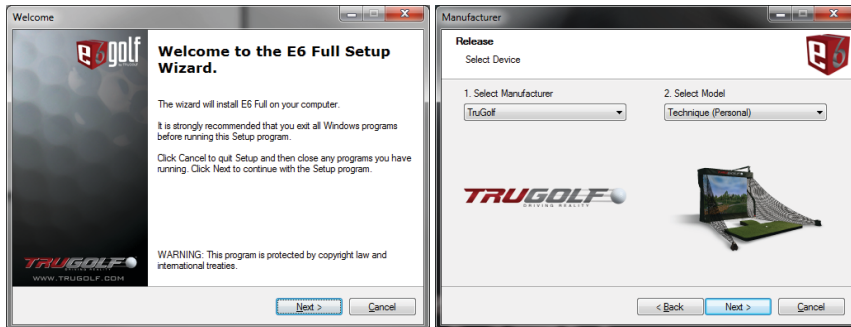 Welcome
e6golf
by TRUGOLF
Welcome to the E6 Full Setup
Wizard.
The wizard will install E6 Full on your computer.
It is strongly recommended that you exit all Windows programs
before running this Setup program.
Click Cancel to quit Setup and then close any programs you have
running. Click Next to continue with the Setup program.
WARNING: This program is protected by copyright law and
international treaties.
TRUGOLF
DRIVING REALITY
WWW.TRUGOLF.COM
Next >
Cancel
Manufacturer
Release
Select Device
e6
1. Select Manufacturer
2. Select Model
TruGolf
Technique (Personal)
TRUGOLF
DRIVING REALITY
< Back
Next >
Cancel